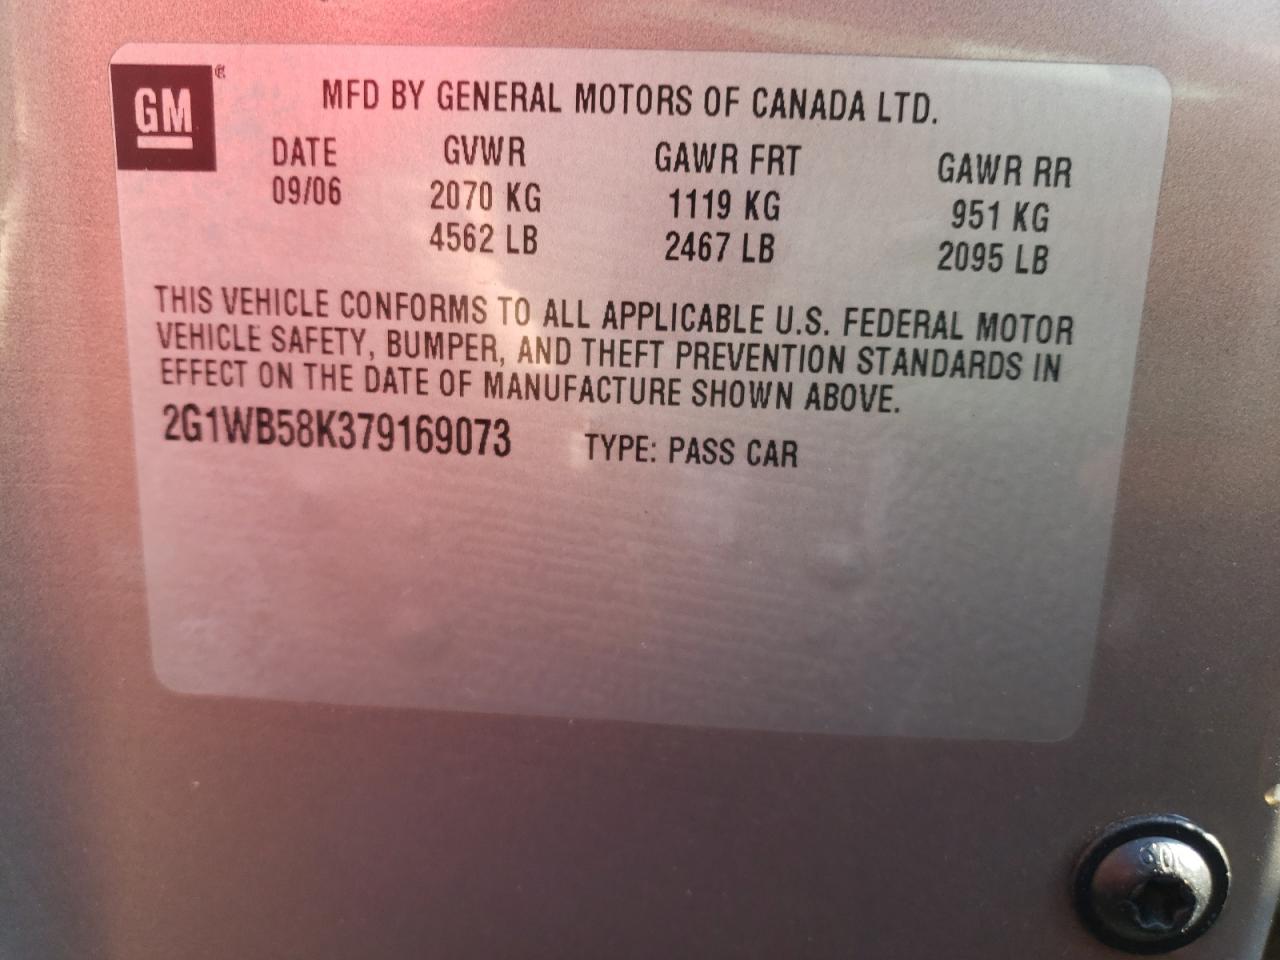 GM
MFD BY GENERAL MOTORS OF CANADA LTD.
DATE GVWR GAWR FRT GAWR RR
09/06 2070 KG 1119 KG 951 KG
4562 LB 2467 LB 2095 LB
THIS VEHICLE CONFORMS TO ALL APPLICABLE U.S. FEDERAL MOTOR
VEHICLE SAFETY, BUMPER, AND THEFT PREVENTION STANDARDS IN
EFFECT ON THE DATE OF MANUFACTURE SHOWN ABOVE.
2G1WB58K379169073 TYPE: PASS CAR